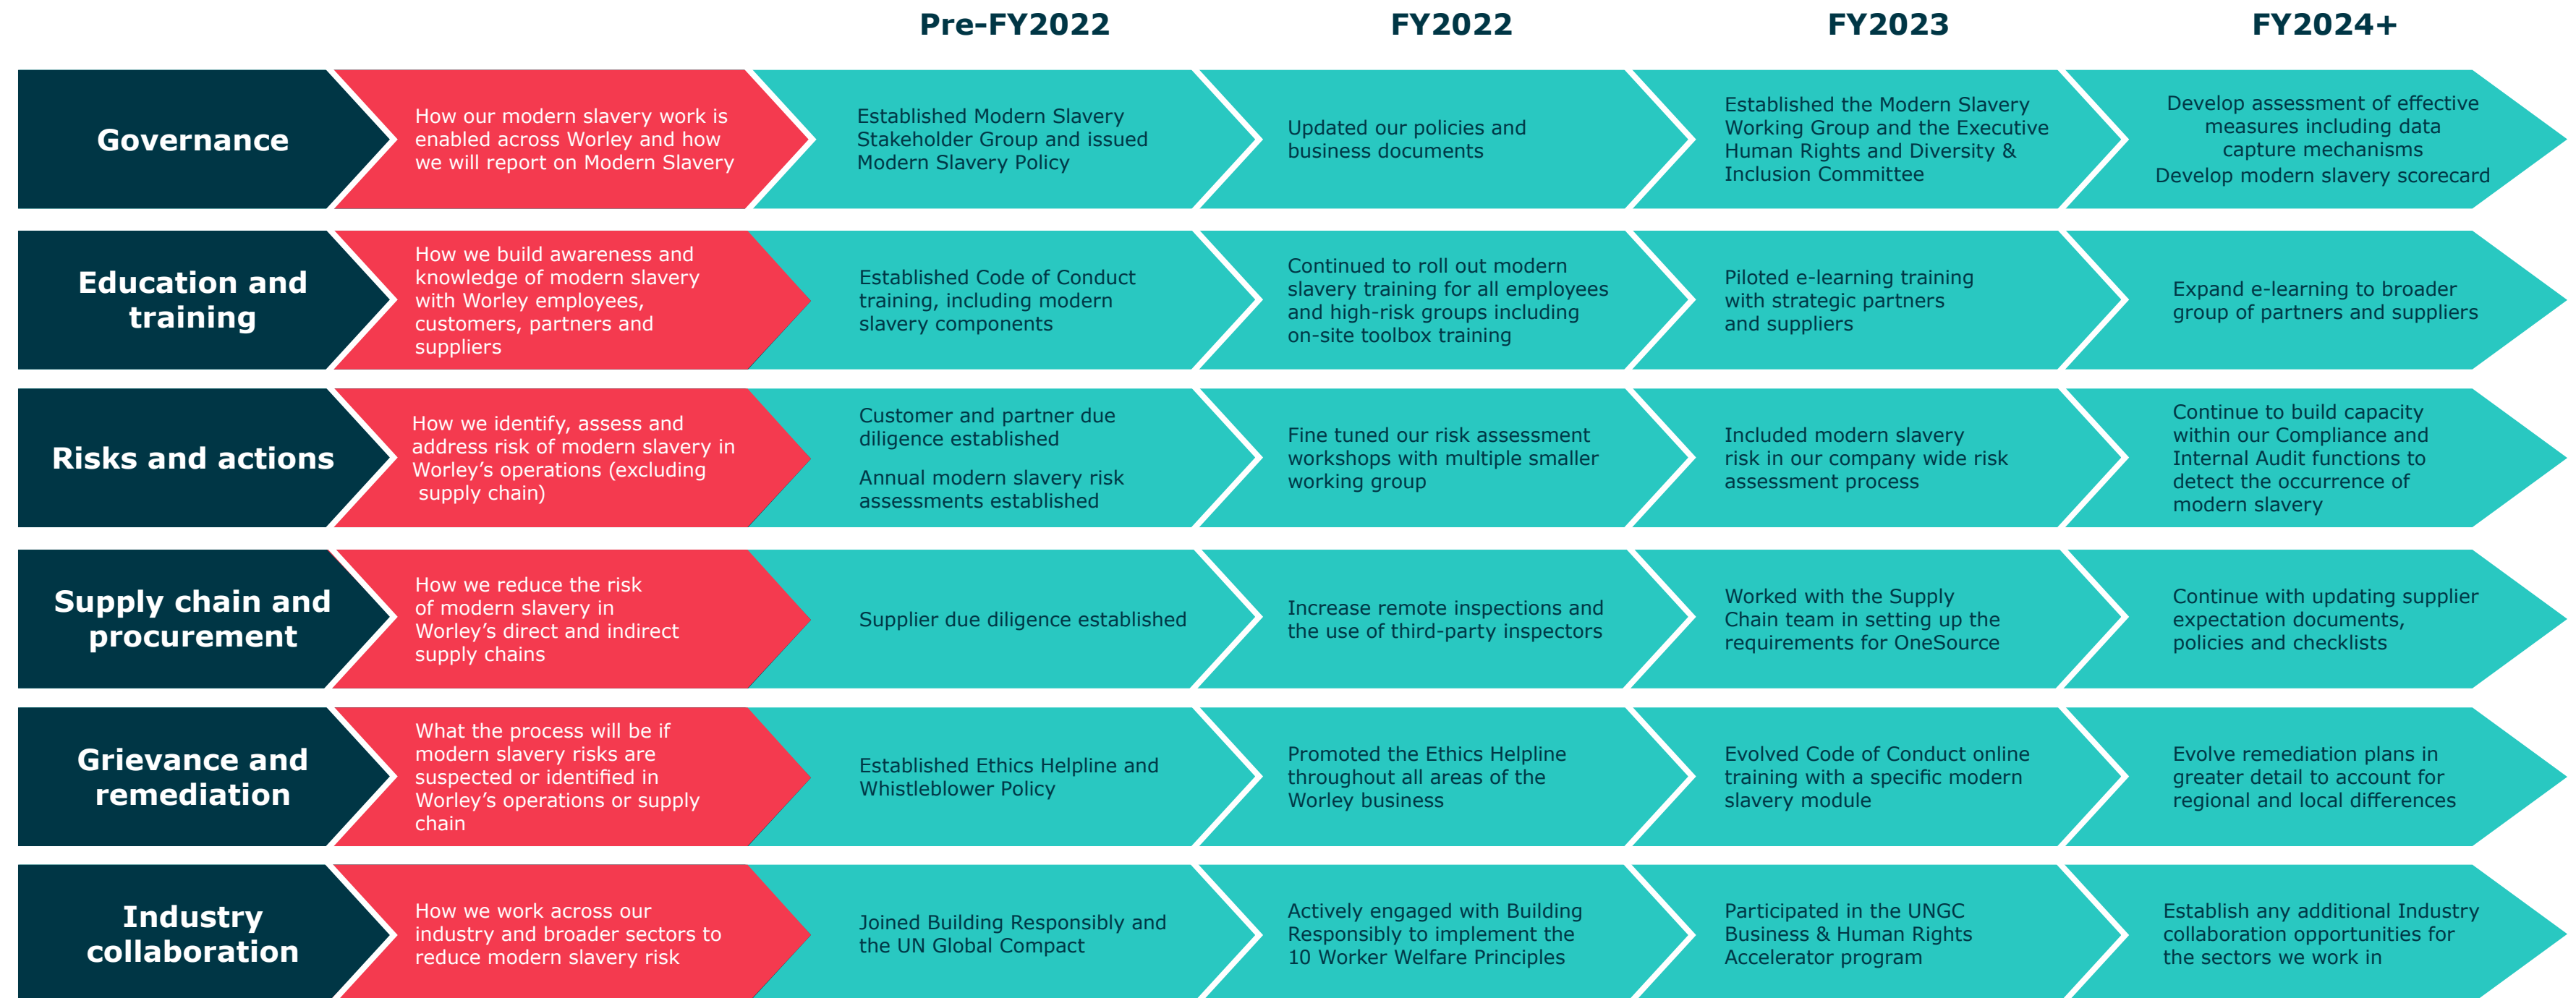 Pre-FY2022
FY2022
FY2023
FY2024+
Governance
How our modern slavery work is
enabled across Worley and how
we will report on Modern Slavery
Established Modern Slavery
Stakeholder Group and issued
Modern Slavery Policy
Updated our policies and
business documents
Established the Modern Slavery
Working Group and the Executive
Human Rights and Diversity &
Inclusion Committee
Develop assessment of effective
measures including data
capture mechanisms
Develop modern slavery scorecard
Education and
training
How we build awareness and
knowledge of modern slavery
with Worley employees,
customers, partners and
suppliers
Established Code of Conduct
training, including modern
slavery components
Continued to roll out modern
slavery training for all employees
and high-risk groups including
on-site toolbox training
Piloted e-learning training
with strategic partners
and suppliers
Expand e-learning to broader
group of partners and suppliers
Risks and actions
How we identify, assess and
address risk of modern slavery in
Worley’s operations (excluding
supply chain)
Customer and partner due
diligence established
Annual modern slavery risk
assessments established
Fine tuned our risk assessment
workshops with multiple smaller
working group
Included modern slavery
risk in our company wide risk
assessment process
Continue to build capacity
within our Compliance and
Internal Audit functions to
detect the occurrence of
modern slavery
Supply chain and
procurement
How we reduce the risk
of modern slavery in
Worley’s direct and indirect
supply chains
Supplier due diligence established
Increase remote inspections and
the use of third-party inspectors
Worked with the Supply
Chain team in setting up the
requirements for OneSource
Continue with updating supplier
expectation documents,
policies and checklists
Grievance and
remediation
What the process will be if
modern slavery risks are
suspected or identified in
Worley’s operations or supply
chain
Established Ethics Helpline and
Whistleblower Policy
Promoted the Ethics Helpline
throughout all areas of the
Worley business
Evolved Code of Conduct online
training with a specific modern
slavery module
Evolve remediation plans in
greater detail to account for
regional and local differences
Industry
collaboration
How we work across our
industry and broader sectors to
reduce modern slavery risk
Joined Building Responsibly and
the UN Global Compact
Actively engaged with Building
Responsibly to implement the
10 Worker Welfare Principles
Participated in the UNGC
Business & Human Rights
Accelerator program
Establish any additional Industry
collaboration opportunities for
the sectors we work in